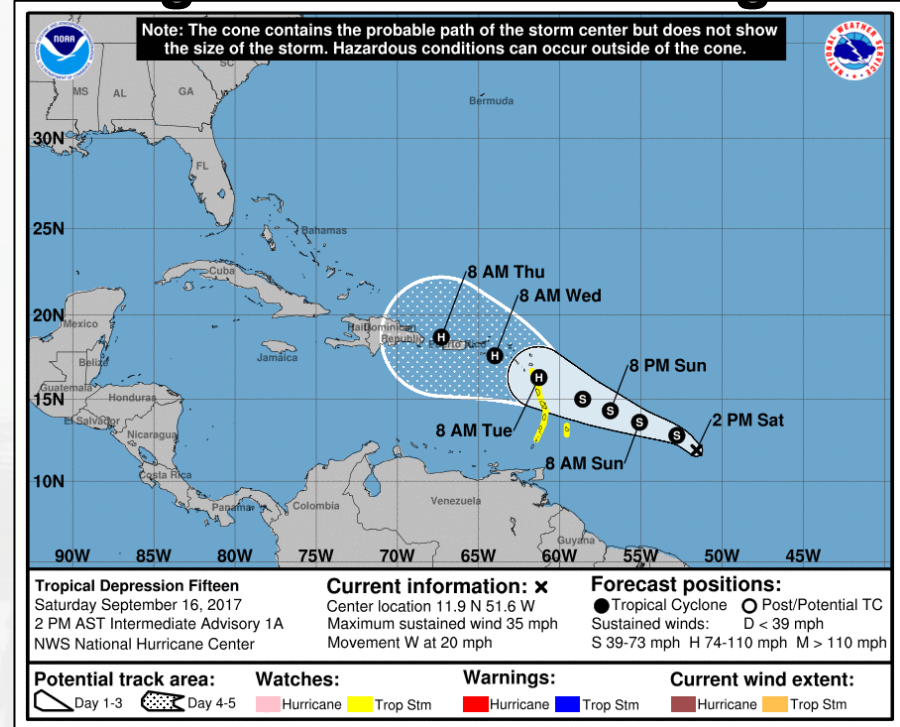 Note: The cone contains the probable path of the storm center but does not show
the size of the storm. Hazardous conditions can occur outside of the cone.
NOAA
NATIONAL WEATHER SERVICE
SC
MS
AL
GA
Bermuda
30N
FL
25N
Bahamas
8 AM Thu
Cuba
8 AM Wed
20N
Mexico
Dominican
Republic
Puerto Rico
Jamaica
Belize
8 PM Sun
Guatemala
15N
Honduras
2 PM Sat
El Salvador
8 AM Tue
Nicaragua
8 AM Sun
H
H
H
S
S
S
S
10N
Costa Rica
Panama
Colombia
Venezuela
Guyana
90W 85W 80W 75W 70W 65W 60W 55W 50W 45W
Tropical Depression Fifteen
Saturday September 16, 2017
2 PM AST Intermediate Advisory 1A
NWS National Hurricane Center
Current information: x
Center location 11.9 N 51.6 W
Maximum sustained wind 35 mph
Movement W at 20 mph
Forecast positions:
Tropical Cyclone Post/Potential TC
Sustained winds: D < 39 mph
S 39-73 mph H 74-110 mph M > 110 mph
Potential track area:
Day 1-3 Day 4-5
Watches:
Hurricane Trop Stm
Warnings:
Hurricane Trop Stm
Current wind extent:
Hurricane Trop Stm